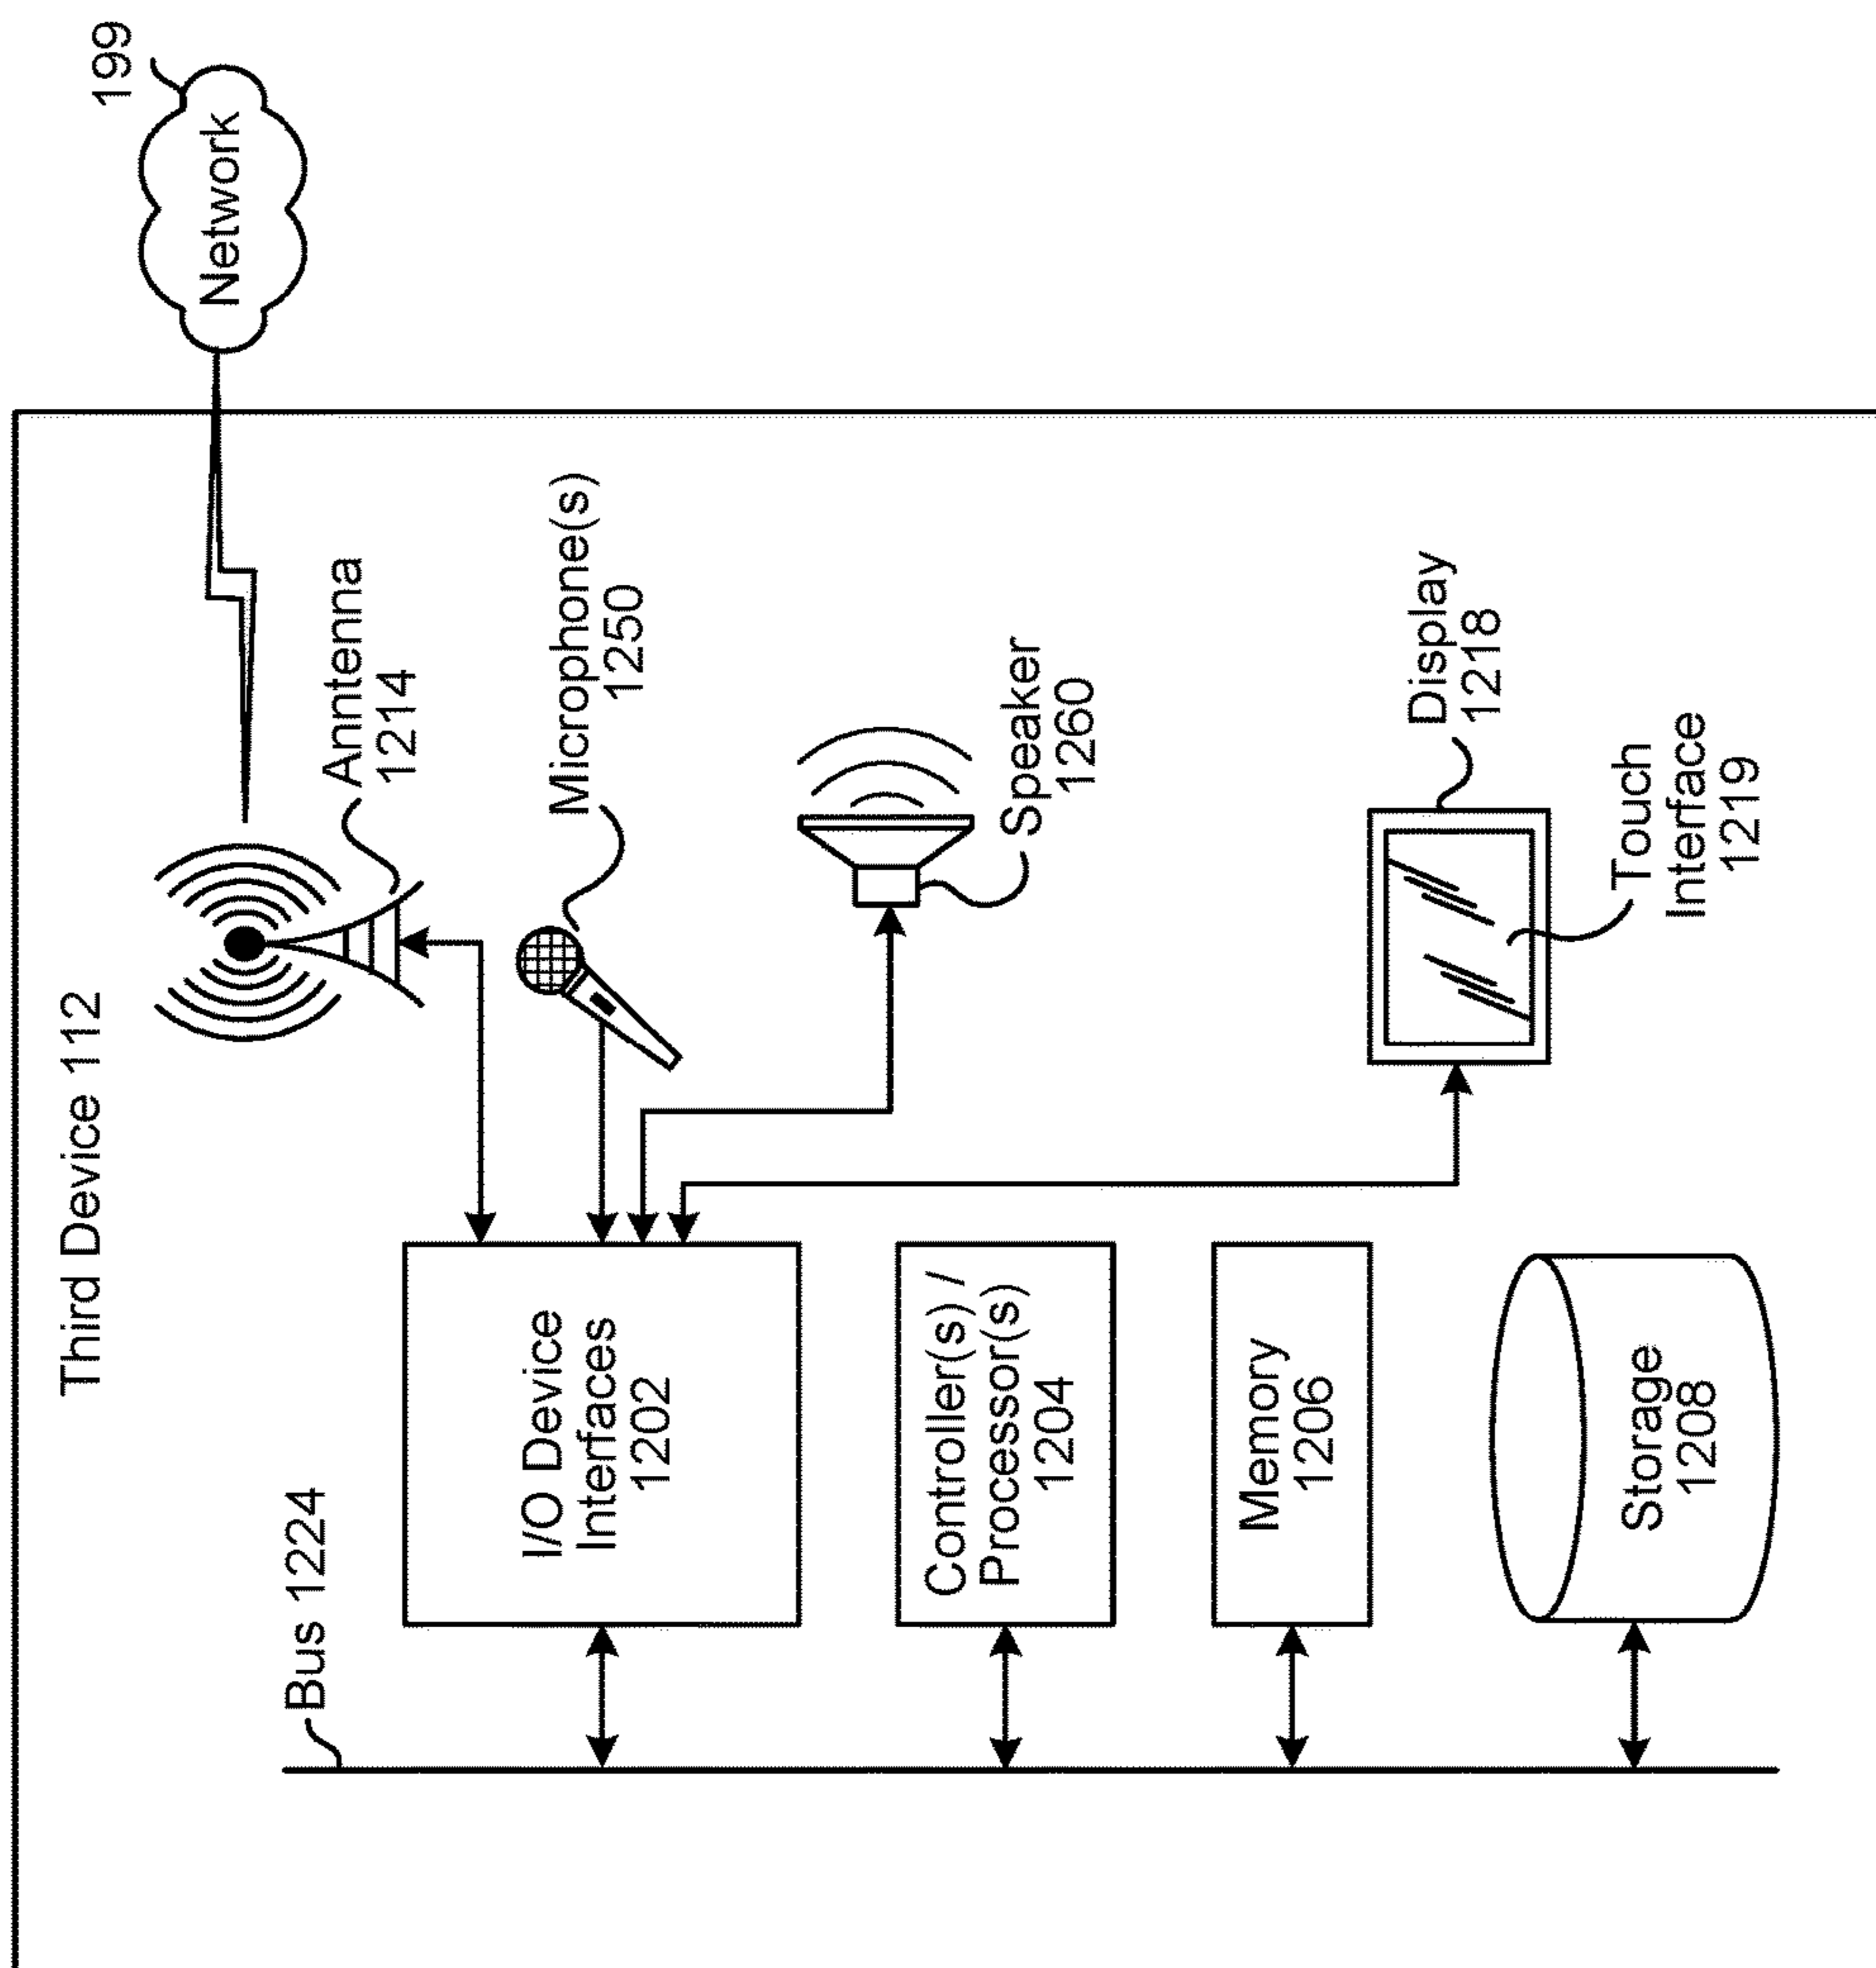 Third Device 112
Bus 1224
I/O Device
Interfaces
1202
Controller(s) /
Processor(s)
1204
Memory
1206
Storage
1208
Anntenna
1214
Microphone(s)
1250
Speaker
1260
Display
1218
Touch
Interface
1219
Network
199